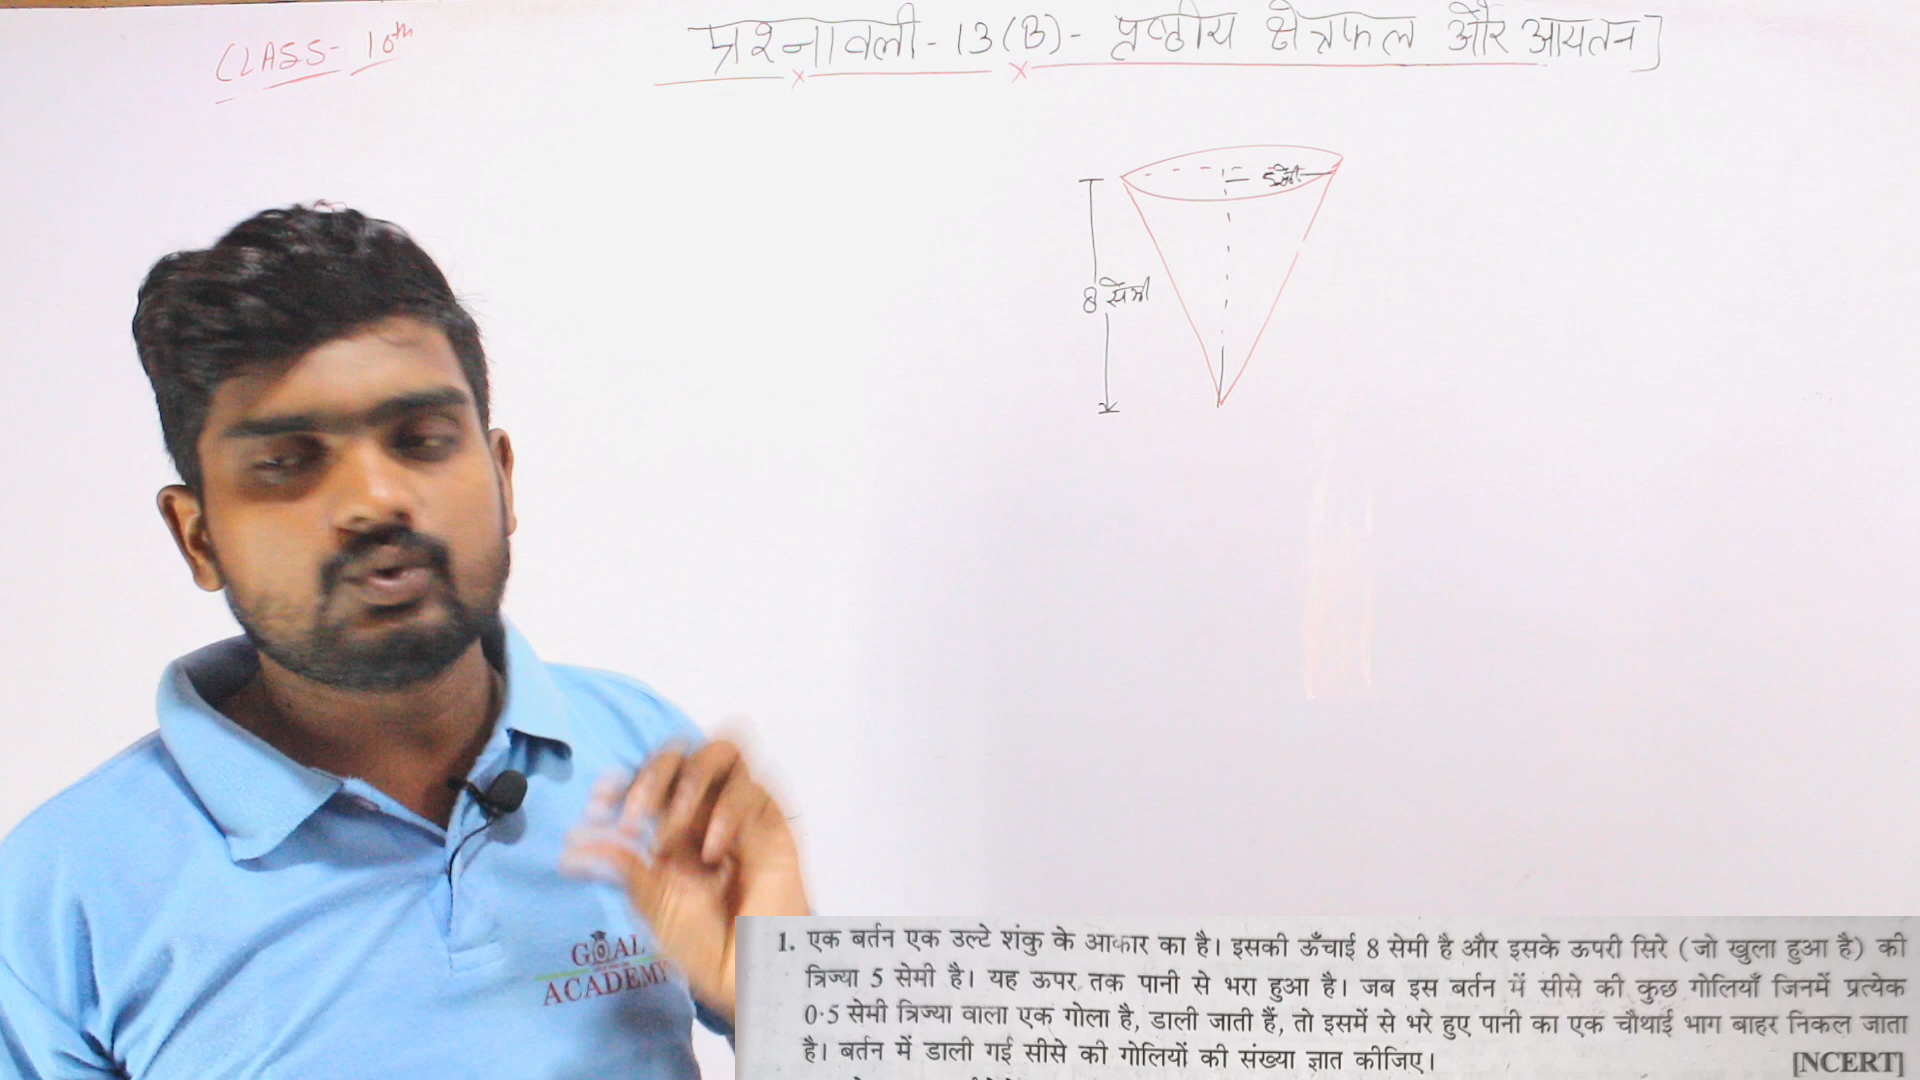 CLASS- 10th
प्रश्नावली - 13 (B) - पृष्ठीय क्षेत्रफल और आयतन ]
5सेमी
8 सेमी
GOAL
ACADEMY
1. एक बर्तन एक उल्टे शंकु के आकार का है। इसकी ऊँचाई 8 सेमी है और इसके ऊपरी सिरे (जो खुला हुआ है) की
त्रिज्या 5 सेमी है। यह ऊपर तक पानी से भरा हुआ है। जब इस बर्तन में सीसे की कुछ गोलियाँ जिनमें प्रत्येक
0·5 सेमी त्रिज्या वाला एक गोला है, डाली जाती हैं, तो इसमें से भरे हुए पानी का एक चौथाई भाग बाहर निकल जाता
है। बर्तन में डाली गई सीसे की गोलियों की संख्या ज्ञात कीजिए।
[NCERT]